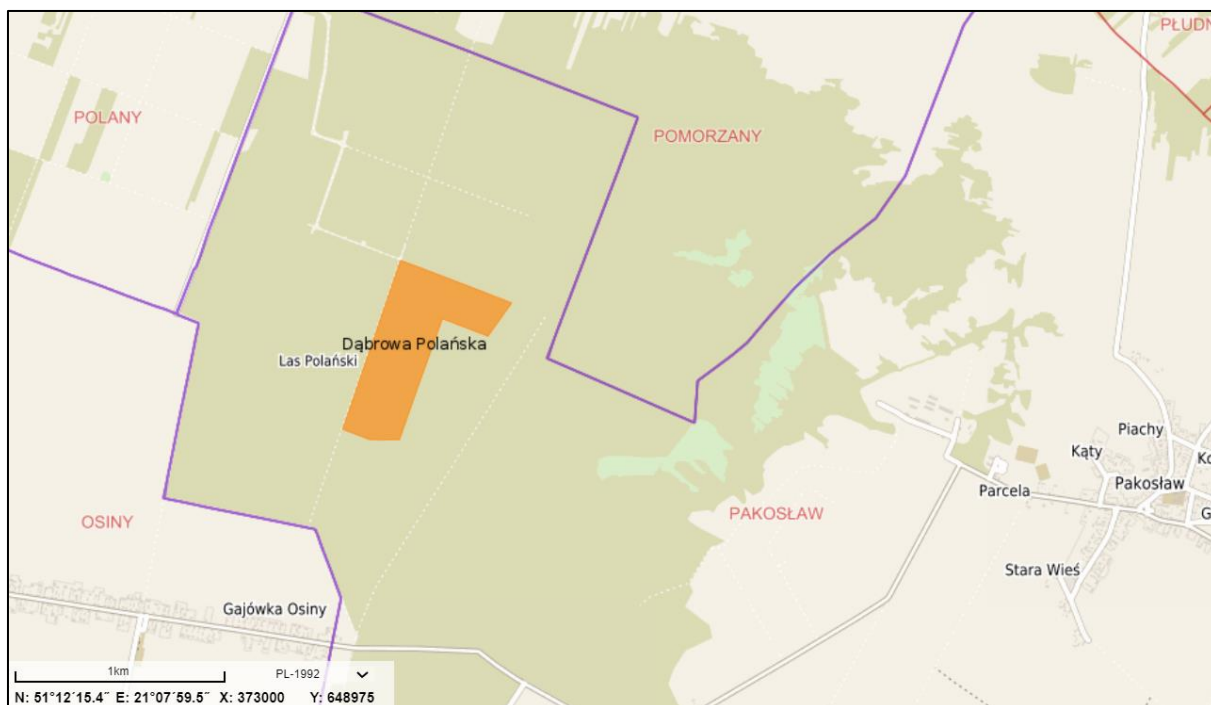 PŁUDN
POLANY
POMORZANY
Dąbrowa Polańska
Las Polański
Piachy
Kąty
Ko
Pakosław
Parcela
PAKOSŁAW
G
OSINY
Stara Wieś
Gajówka Osiny
1km
PL-1992
N: 51°12´15.4˝ E: 21°07´59.5˝ X: 373000 Y: 648975